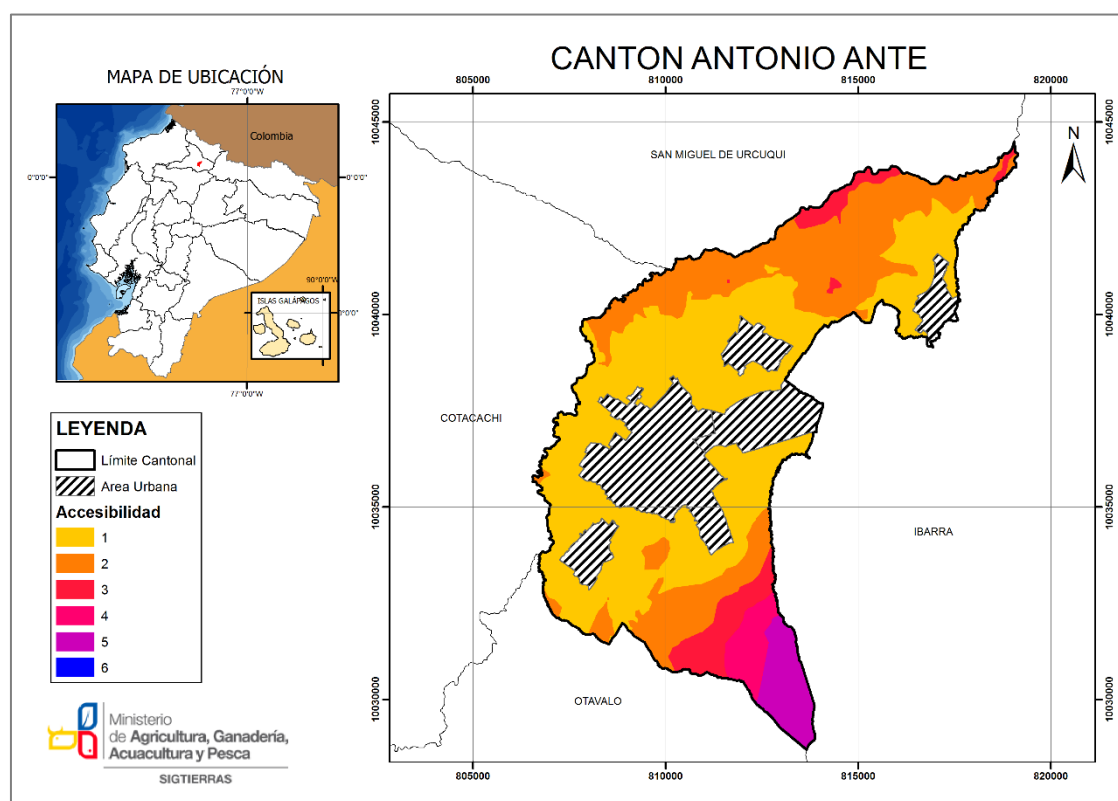 CANTON ANTONIO ANTE
MAPA DE UBICACIÓN
77°0'0"W
Colombia
0°0'0"
0°0'0"
90°0'0"W
ISLAS GALÁPAGOS
77°0'0"W
805000
810000
815000
820000
10045000
10045000
N
SAN MIGUEL DE URCUQUI
10040000
10040000
COTACACHI
10035000
10035000
IBARRA
10030000
10030000
OTAVALO
805000
810000
815000
820000
LEYENDA
Límite Cantonal
Area Urbana
Accesibilidad
1
2
3
4
5
6
Ministerio
de Agricultura, Ganadería,
Acuacultura y Pesca
SIGTIERRAS